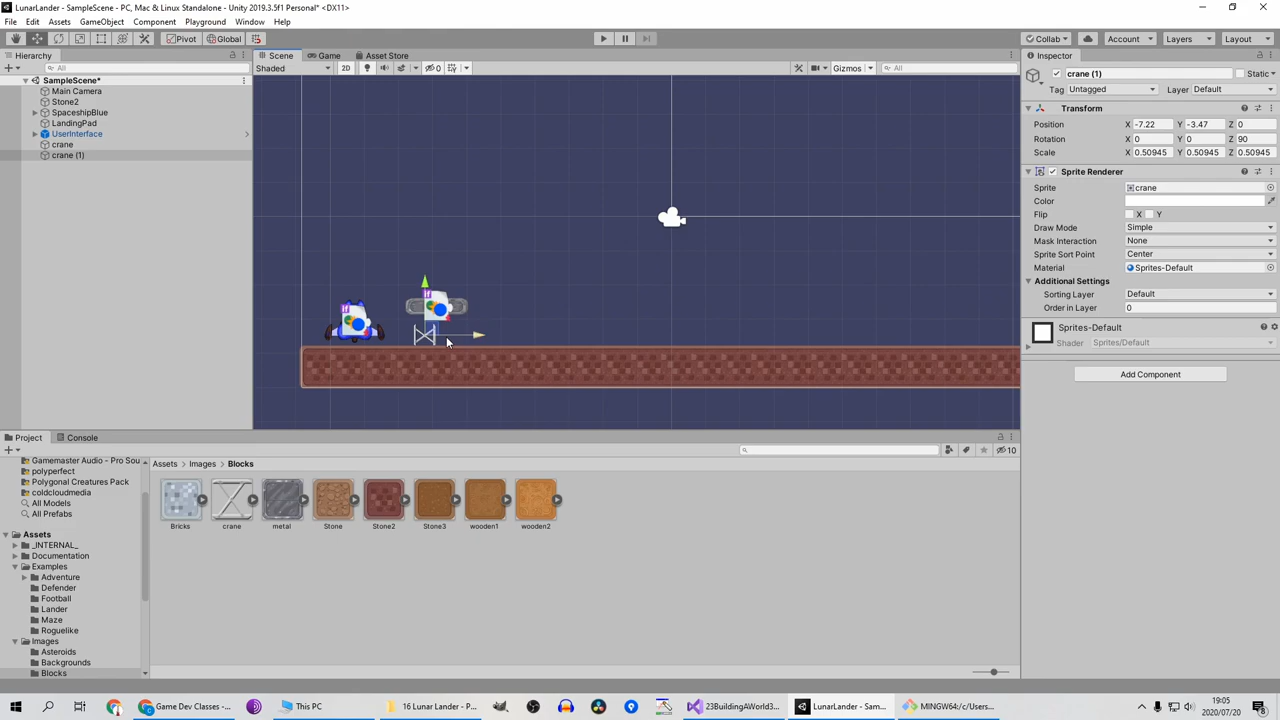 LunarLander - SampleScene - PC, Mac & Linux Standalone - Unity 2019.3.5f1 Personal* <DX11>
File Edit Assets GameObject Component Playground Window Help
Pivot Global Collab Account Layers Layout
Hierarchy Scene Game Asset Store Inspector
All Shaded 2D 0 Gizmos All crane (1) Static
SampleScene* Tag Untagged Layer Default
Main Camera
Stone2
SpaceshipBlue
LandingPad
UserInterface
crane
crane (1)
Transform
Position X -7.22 Y -3.47 Z 0
Rotation X 0 Y 0 Z 90
Scale X 0.50945 Y 0.50945 Z 0.50945
Sprite Renderer
Sprite crane
Color
Flip X Y
Draw Mode Simple
Mask Interaction None
Sprite Sort Point Center
Material Sprites-Default
Additional Settings
Sorting Layer Default
Order in Layer 0
Sprites-Default
Shader Sprites/Default
Add Component
Project Console
10
Gamemaster Audio - Pro Sou
polyperfect
Polygonal Creatures Pack
coldcloudmedia
All Models
All Prefabs
Assets
_INTERNAL_
Documentation
Examples
Adventure
Defender
Football
Lander
Maze
Roguelike
Images
Asteroids
Backgrounds
Blocks
Assets Images Blocks
Bricks crane metal Stone Stone2 Stone3 wooden1 wooden2
Game Dev Classes -... This PC 16 Lunar Lander - P... 23BuildingAWorld3... LunarLander - Sam... MINGW64:/c/Users... 19:05
2020/07/20